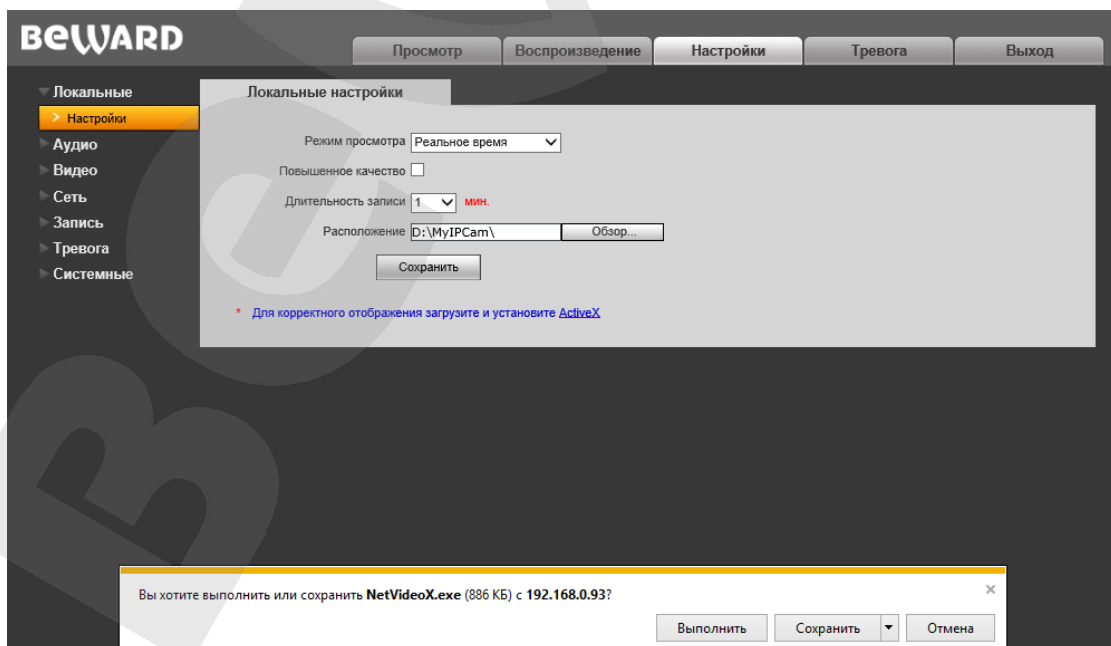 BEWARD
Просмотр Воспроизведение Настройки Тревога Выход
Локальные
> Настройки
Аудио
Видео
Сеть
Запись
Тревога
Системные
Локальные настройки
Режим просмотра Реальное время
Повышенное качество
Длительность записи 1 мин.
Расположение D:\MyIPCam\ Обзор...
Сохранить
* Для корректного отображения загрузите и установите ActiveX
Вы хотите выполнить или сохранить NetVideoX.exe (886 КБ) с 192.168.0.93? ×
Выполнить Сохранить Отмена